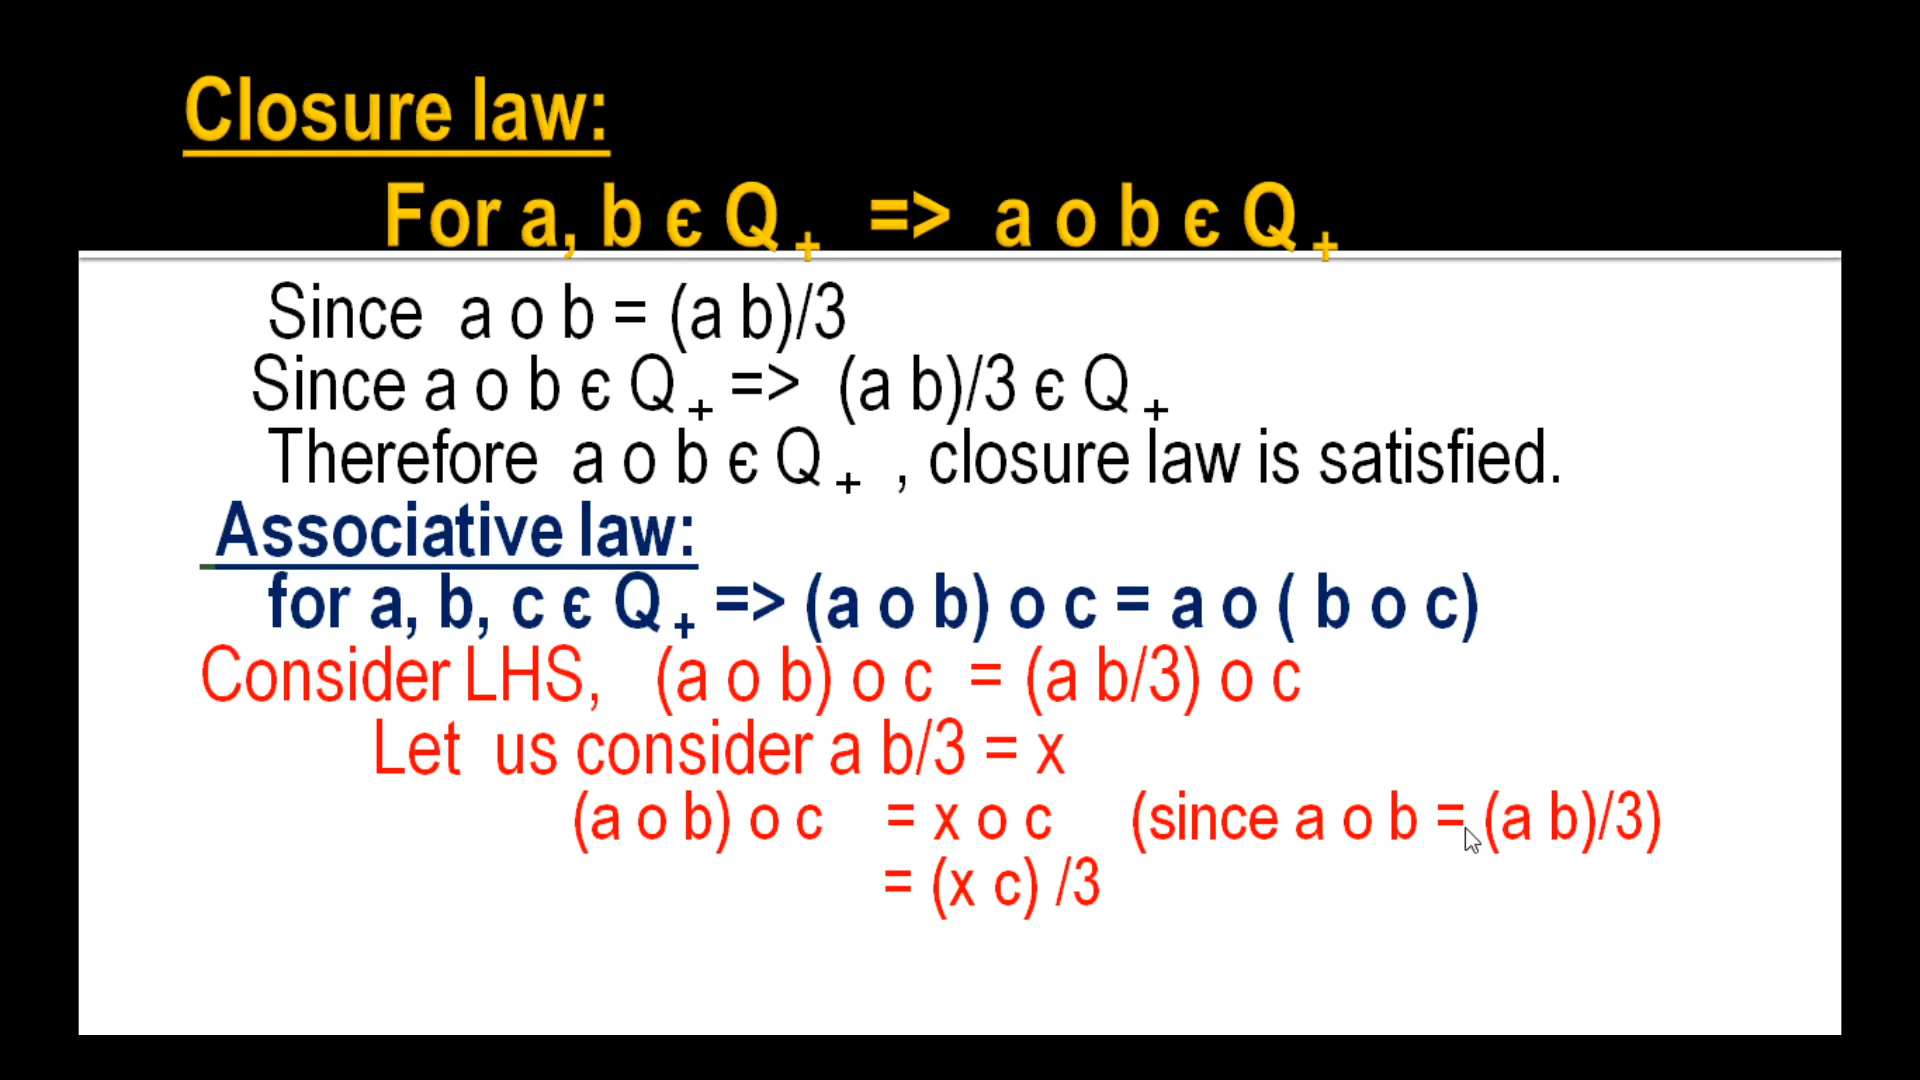 Closure law:
For a, b є Q + => a o b є Q +
Since a o b = (a b)/3
Since a o b є Q + => (a b)/3 є Q +
Therefore a o b є Q + , closure law is satisfied.
Associative law:
for a, b, c є Q + => (a o b) o c = a o ( b o c)
Consider LHS, (a o b) o c = (a b/3) o c
Let us consider a b/3 = x
(a o b) o c = x o c (since a o b = (a b)/3)
= (x c) /3